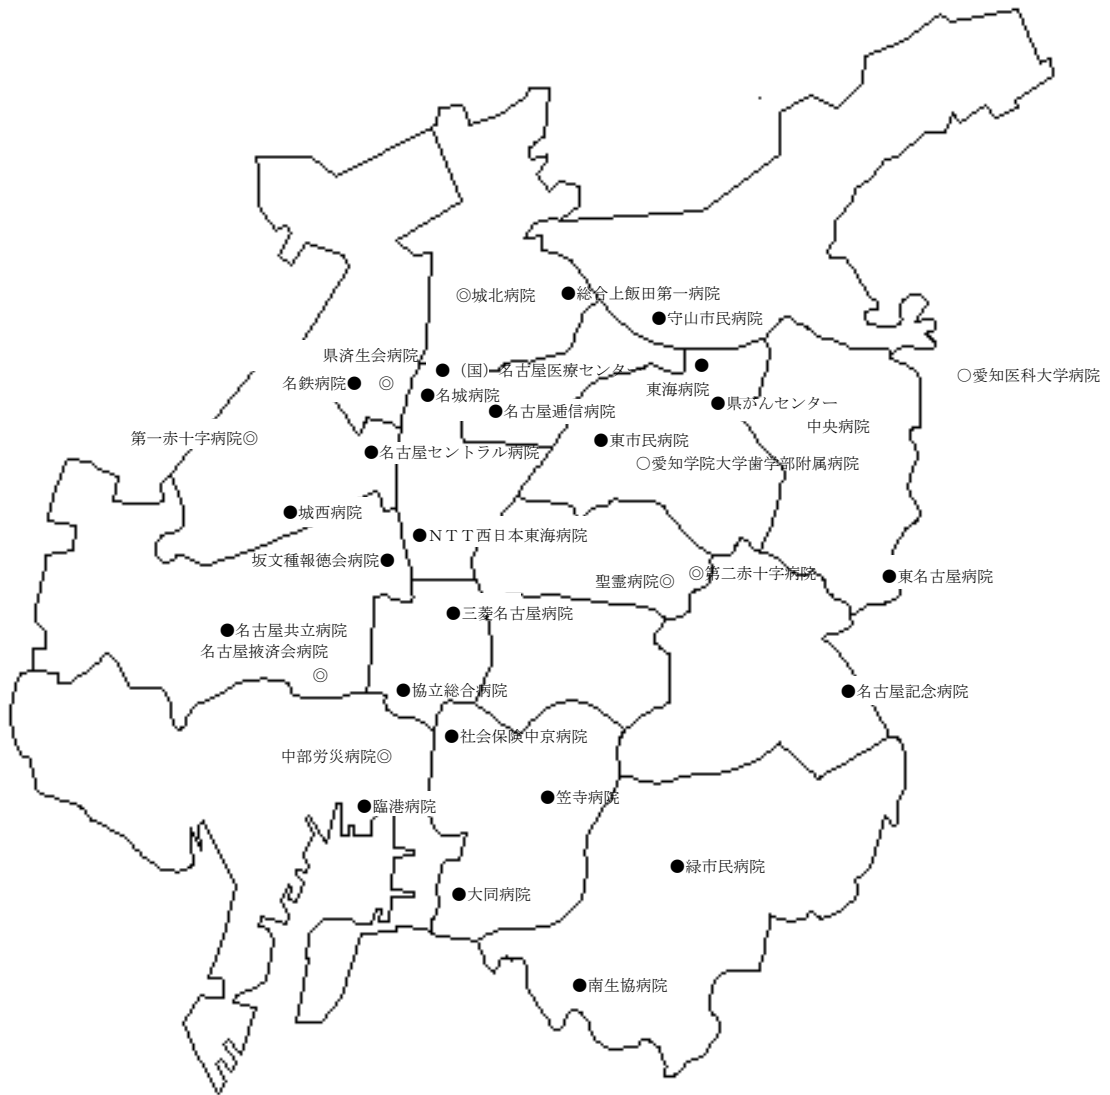 ◎城北病院
●総合上飯田第一病院
●守山市民病院
県済生会病院
◎
●(国)名古屋医療センター
東海病院
●
○愛知医科大学病院
名鉄病院●
●名城病院
●県がんセンター
中央病院
●名古屋逓信病院
第一赤十字病院◎
●東市民病院
●名古屋セントラル病院
○愛知学院大学歯学部附属病院
●城西病院
●NTT西日本東海病院
坂文種報徳会病院●
◎第二赤十字病院
聖霊病院◎
●東名古屋病院
●三菱名古屋病院
●名古屋共立病院
名古屋掖済会病院
◎
●協立総合病院
●名古屋記念病院
●社会保険中京病院
中部労災病院◎
●笠寺病院
●臨港病院
●緑市民病院
●大同病院
●南生協病院